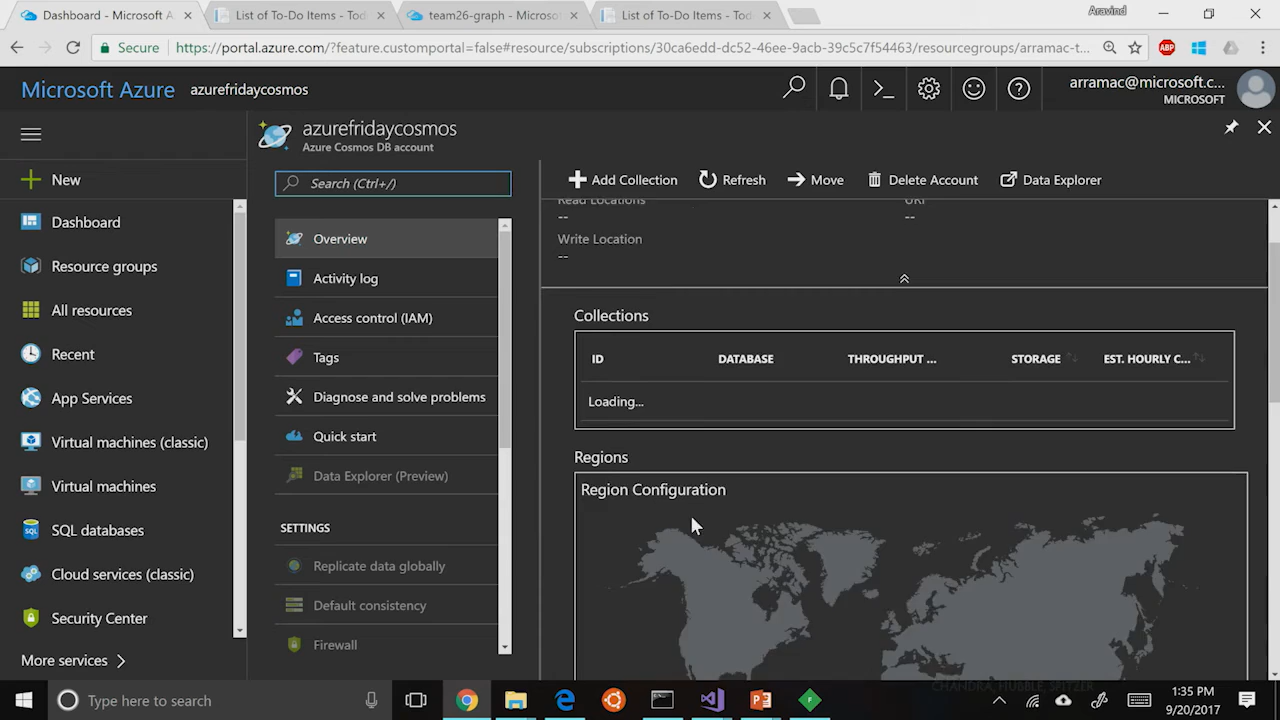 Dashboard - Microsoft A
List of To-Do Items - Tod
team26-graph - Microsoft
List of To-Do Items - Tod
Aravind
Secure
https://portal.azure.com/?feature.customportal=false#resource/subscriptions/30ca6edd-dc52-46ee-9acb-39c5c7f54463/resourcegroups/arramac-t...
ABP
Microsoft Azure
azurefridaycosmos
arramac@microsoft.c...
MICROSOFT
New
Dashboard
Resource groups
All resources
Recent
App Services
Virtual machines (classic)
Virtual machines
SQL databases
Cloud services (classic)
Security Center
More services
azurefridaycosmos
Azure Cosmos DB account
Search (Ctrl+/)
Overview
Activity log
Access control (IAM)
Tags
Diagnose and solve problems
Quick start
Data Explorer (Preview)
SETTINGS
Replicate data globally
Default consistency
Firewall
Add Collection
Refresh
Move
Delete Account
Data Explorer
Read Locations
--
URI
--
Write Location
--
Collections
ID
DATABASE
THROUGHPUT ...
STORAGE
EST. HOURLY C...
Loading...
Regions
Region Configuration
CHANDRA, HUBBLE, SPITZER
Type here to search
1:35 PM
9/20/2017